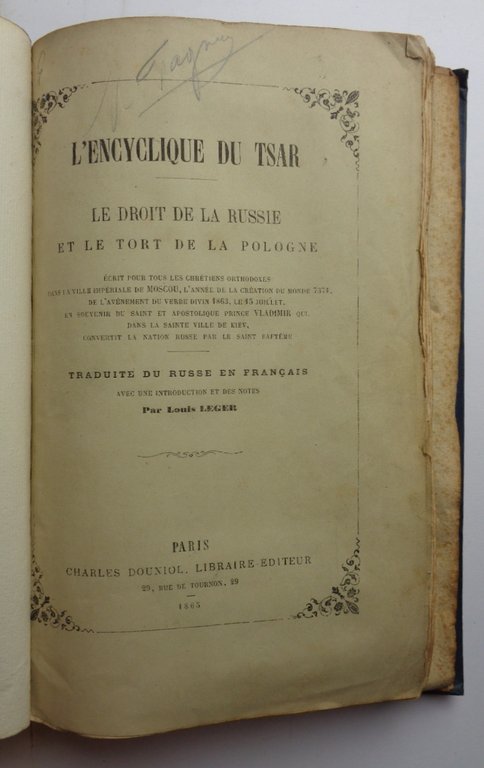 L'ENCYCLIQUE DU TSAR
LE DROIT DE LA RUSSIE
ET LE TORT DE LA POLOGNE
ÉCRIT POUR TOUS LES CHRÉTIENS ORTHODOXES
DANS LA VILLE IMPÉRIALE DE MOSCOU, L'ANNÉE DE LA CRÉATION DU MONDE 7371,
DE L'AVÉNEMENT DU VERBE DIVIN 1863, LE 15 JUILLET,
EN SOUVENIR DU SAINT ET APOSTOLIQUE PRINCE VLADIMIR QUI,
DANS LA SAINTE VILLE DE KIEV,
CONVERTIT LA NATION RUSSE PAR LE SAINT BAPTÊME
TRADUITE DU RUSSE EN FRANÇAIS
AVEC UNE INTRODUCTION ET DES NOTES
Par Louis LEGER
PARIS
CHARLES DOUNIOL, LIBRAIRE-ÉDITEUR
29, RUE DE TOURNON, 29
1865